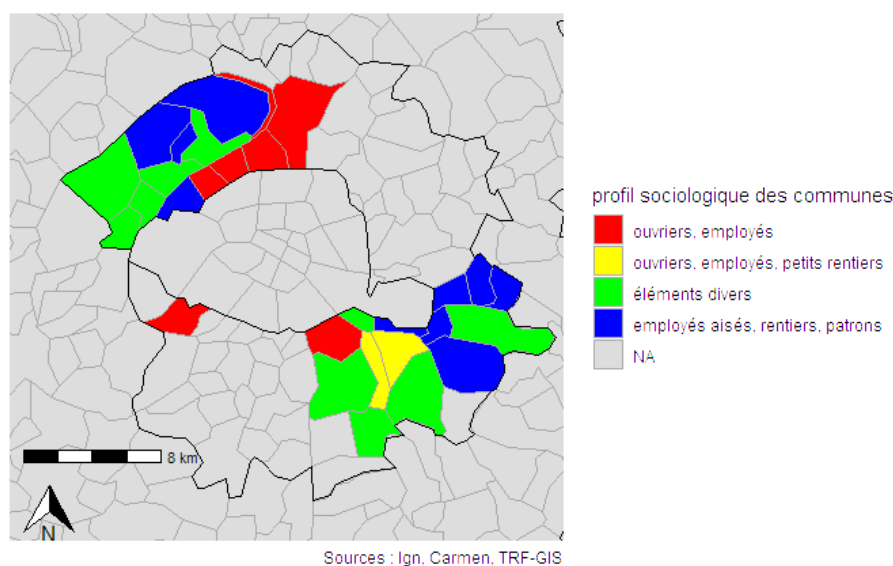 profil sociologique des communes
ouvriers, employés
ouvriers, employés, petits rentiers
éléments divers
employés aisés, rentiers, patrons
NA
8 km
N
Sources : Ign, Carmen, TRF-GIS